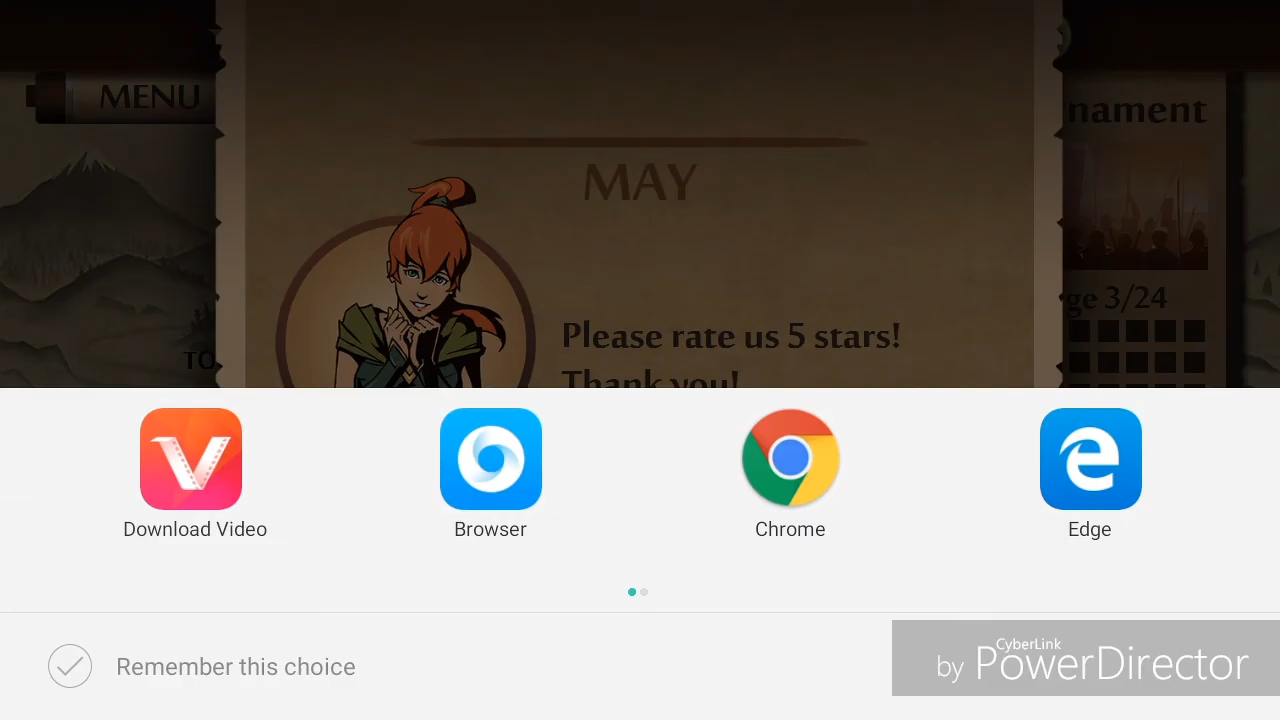 MENU
nament
MAY
ge 3/24
Please rate us 5 stars!
TO
Thank you!
Download Video
Browser
Chrome
Edge
Remember this choice
CyberLink
by PowerDirector